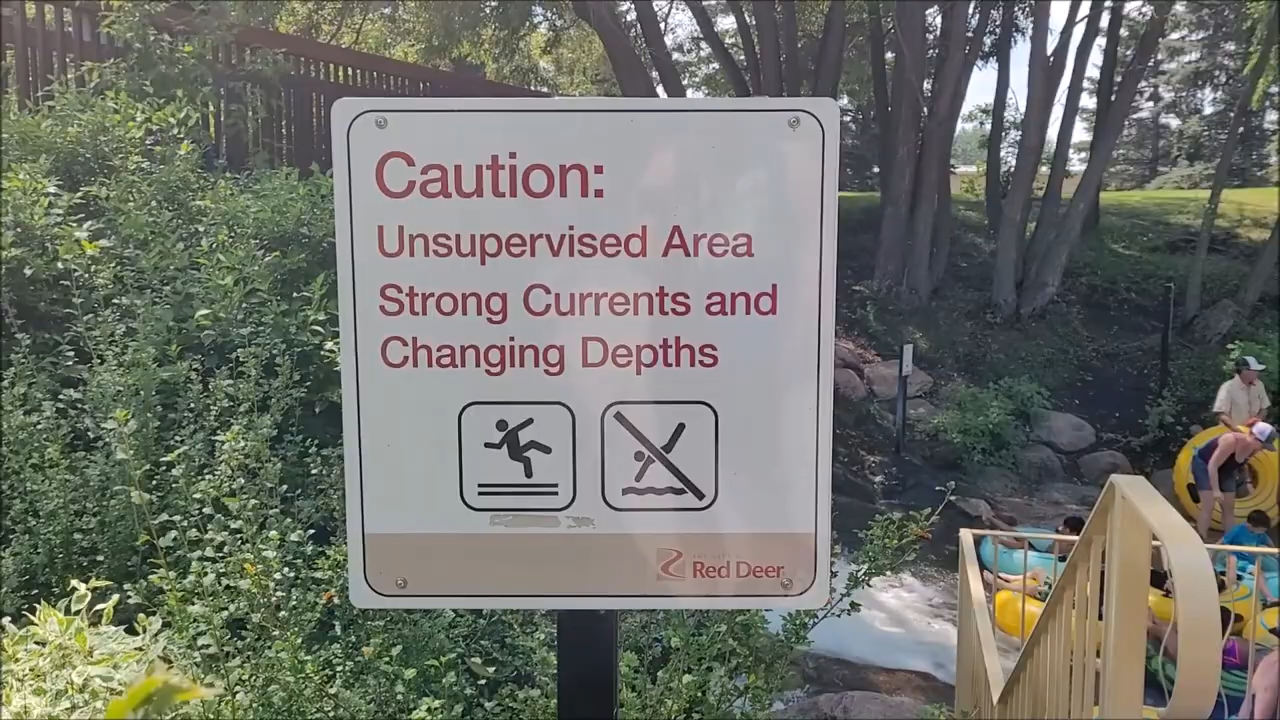 Caution:
Unsupervised Area
Strong Currents and
Changing Depths
Red Deer